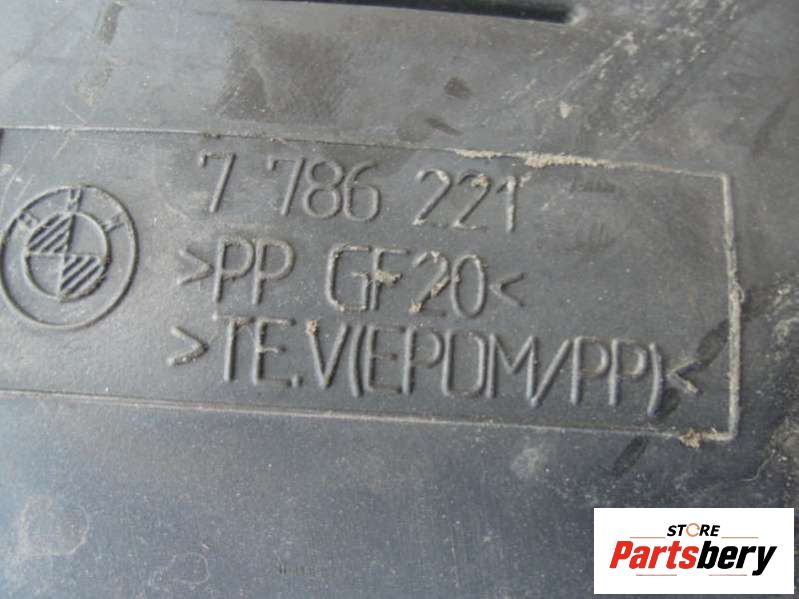 7 786 221
>PP GF20<
>TE.V(EPDM/PP)<
STORE
Partsbery